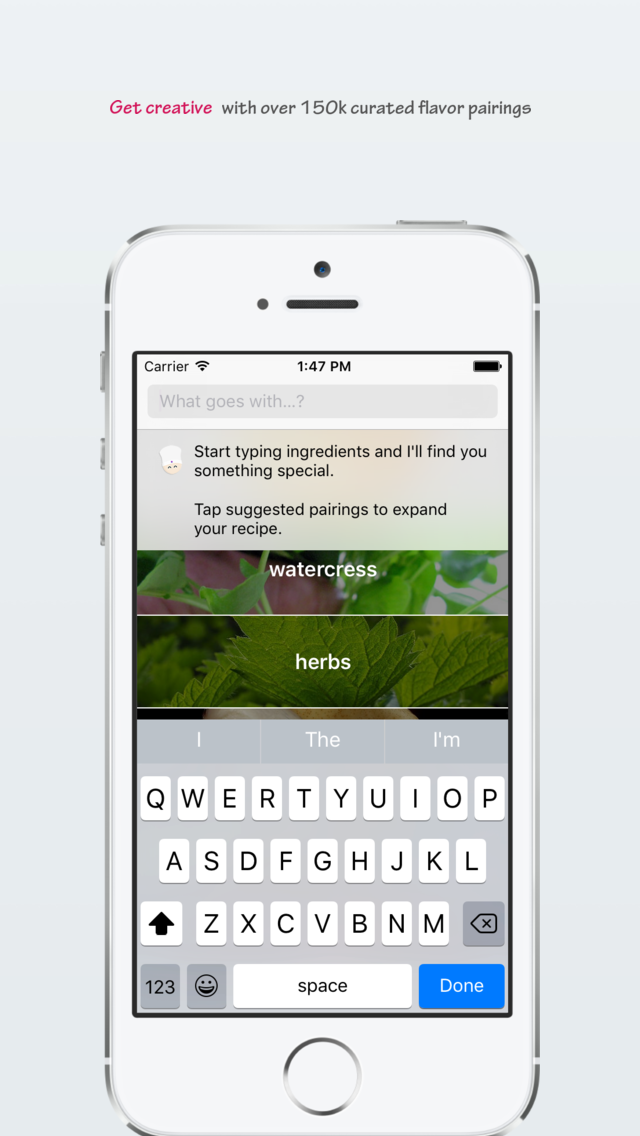 Get creative with over 150k curated flavor pairings
Carrier 1:47 PM
What goes with...?
Start typing ingredients and I'll find you
something special.
Tap suggested pairings to expand
your recipe.
watercress
herbs
I The I'm
Q W E R T Y U I O P
A S D F G H J K L
Z X C V B N M
123 space Done